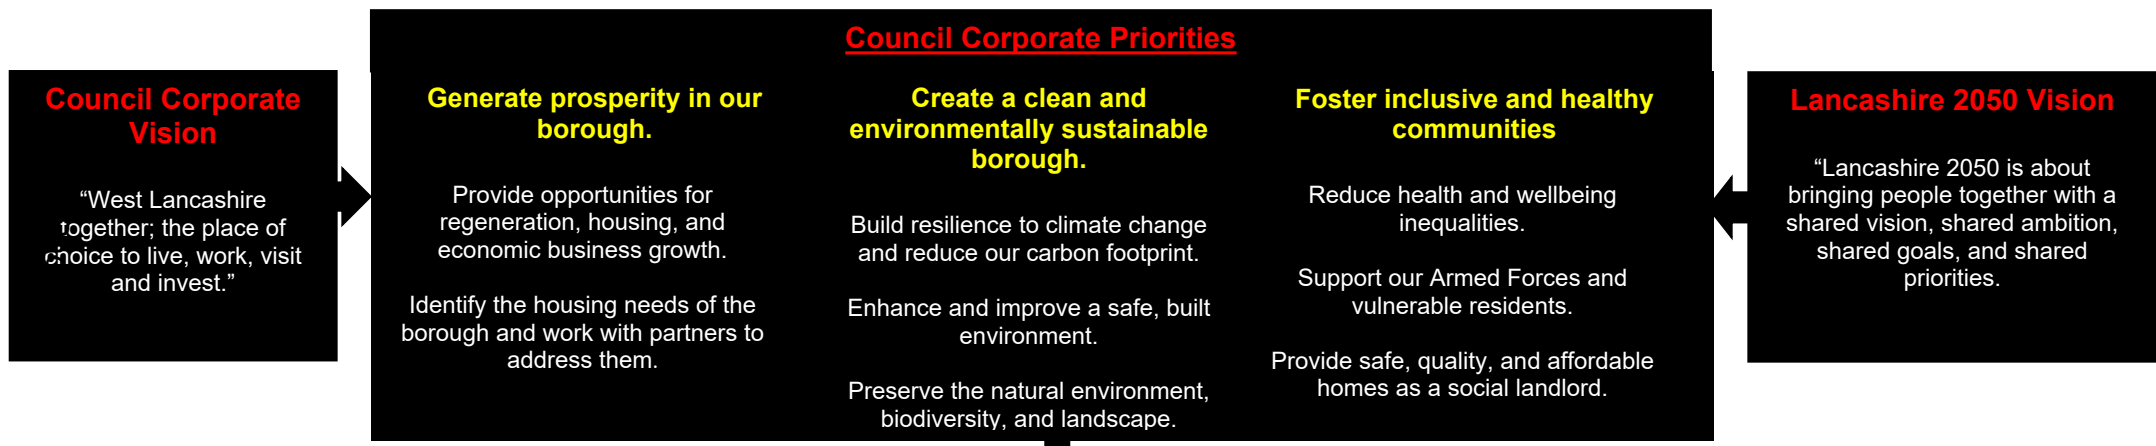 Council Corporate Priorities
Council Corporate
Vision
“West Lancashire
together; the place of
choice to live, work, visit
and invest.”
Generate prosperity in our
borough.
Provide opportunities for
regeneration, housing, and
economic business growth.
Identify the housing needs of the
borough and work with partners to
address them.
Create a clean and
environmentally sustainable
borough.
Build resilience to climate change
and reduce our carbon footprint.
Enhance and improve a safe, built
environment.
Preserve the natural environment,
biodiversity, and landscape.
Foster inclusive and healthy
communities
Reduce health and wellbeing
inequalities.
Support our Armed Forces and
vulnerable residents.
Provide safe, quality, and affordable
homes as a social landlord.
Lancashire 2050 Vision
“Lancashire 2050 is about
bringing people together with a
shared vision, shared ambition,
shared goals, and shared
priorities.